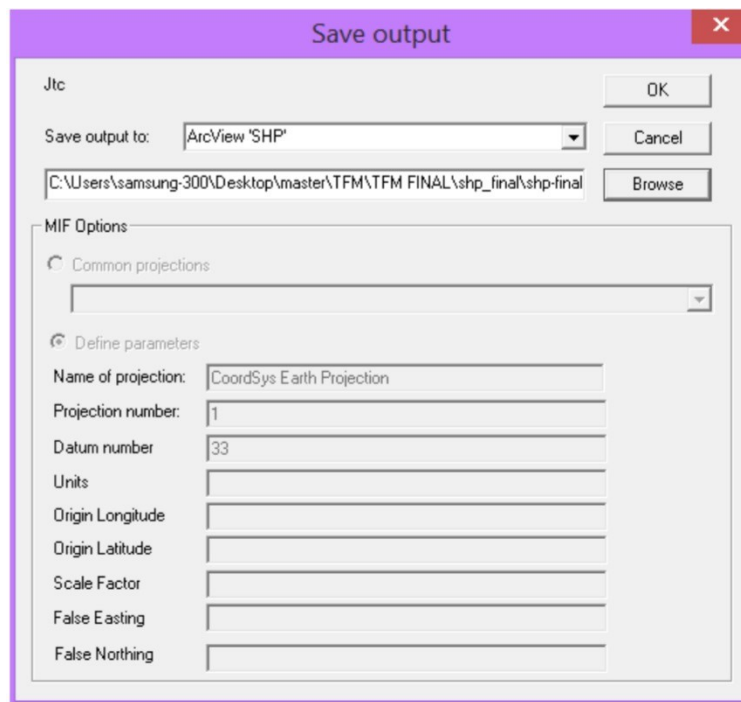 Save output
Jtc
OK
Save output to:
ArcView 'SHP'
Cancel
C:\Users\samsung-300\Desktop\master\TFM\TFM FINAL\shp_final\shp-final
Browse
MIF Options
Common projections
Define parameters
Name of projection:
CoordSys Earth Projection
Projection number:
1
Datum number
33
Units
Origin Longitude
Origin Latitude
Scale Factor
False Easting
False Northing